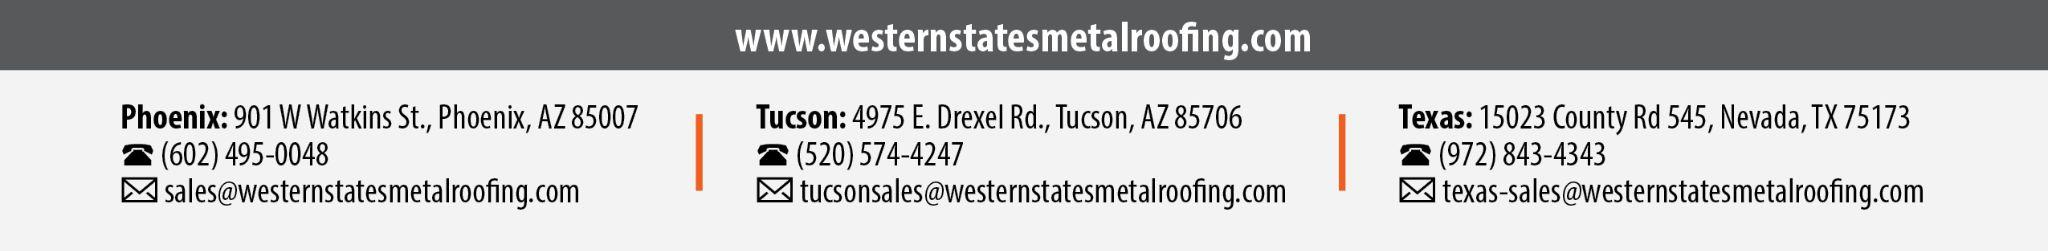 www.westernstatesmetalroofing.com
Phoenix: 901 W Watkins St., Phoenix, AZ 85007
(602) 495-0048
sales@westernstatesmetalroofing.com
Tucson: 4975 E. Drexel Rd., Tucson, AZ 85706
(520) 574-4247
tucsonsales@westernstatesmetalroofing.com
Texas: 15023 County Rd 545, Nevada, TX 75173
(972) 843-4343
texas-sales@westernstatesmetalroofing.com